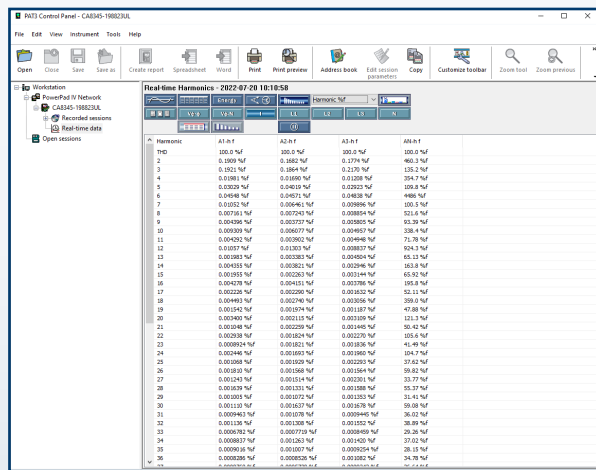 PAT3 Control Panel - CA8345-198823UL
File Edit View Instrument Tools Help
Open Close Save Save as Create report Spreadsheet Word Print Print preview Address book Edit session parameters Copy Customize toolbar Zoom tool Zoom previous
Workstation
PowerPad IV Network
CA8345-198823UL
Recorded sessions
Real-time data
Open sessions
Real-time Harmonics - 2022-07-20 10:10:58
Energy Harmonic %f
L1 L2 L3 N
Harmonic A1-h f A2-h f A3-h f AN-h f
THD 100.0 %f 100.0 %f 100.0 %f 100.0 %f
2 0.1909 %f 0.1682 %f 0.1774 %f 460.3 %f
3 0.1921 %f 0.1864 %f 0.2170 %f 135.2 %f
4 0.01981 %f 0.01690 %f 0.01208 %f 354.7 %f
5 0.03029 %f 0.04019 %f 0.02923 %f 109.8 %f
6 0.04548 %f 0.04571 %f 0.04838 %f 4486 %f
7 0.01052 %f 0.006461 %f 0.009896 %f 100.5 %f
8 0.007161 %f 0.007243 %f 0.008854 %f 521.6 %f
9 0.004396 %f 0.003737 %f 0.005805 %f 93.39 %f
10 0.009309 %f 0.006077 %f 0.004957 %f 338.4 %f
11 0.004292 %f 0.003902 %f 0.004948 %f 71.78 %f
12 0.01057 %f 0.01303 %f 0.008837 %f 924.3 %f
13 0.001983 %f 0.003383 %f 0.004504 %f 65.13 %f
14 0.004355 %f 0.003821 %f 0.002946 %f 163.8 %f
15 0.001955 %f 0.002263 %f 0.003144 %f 65.92 %f
16 0.004278 %f 0.004151 %f 0.003786 %f 195.8 %f
17 0.002226 %f 0.002290 %f 0.001632 %f 52.11 %f
18 0.004493 %f 0.002740 %f 0.003056 %f 359.0 %f
19 0.001542 %f 0.001974 %f 0.001187 %f 47.88 %f
20 0.003400 %f 0.002115 %f 0.003109 %f 121.3 %f
21 0.001048 %f 0.002259 %f 0.001445 %f 50.42 %f
22 0.002938 %f 0.001824 %f 0.002270 %f 105.6 %f
23 0.0008924 %f 0.001821 %f 0.001836 %f 41.49 %f
24 0.002446 %f 0.001693 %f 0.001960 %f 104.7 %f
25 0.001068 %f 0.001929 %f 0.002293 %f 37.62 %f
26 0.001810 %f 0.001568 %f 0.001564 %f 59.82 %f
27 0.001243 %f 0.001514 %f 0.002301 %f 33.77 %f
28 0.001639 %f 0.001331 %f 0.001588 %f 55.37 %f
29 0.001005 %f 0.001072 %f 0.001353 %f 31.41 %f
30 0.001110 %f 0.001637 %f 0.001678 %f 59.08 %f
31 0.0009463 %f 0.001078 %f 0.0009445 %f 36.02 %f
32 0.001136 %f 0.001308 %f 0.001552 %f 38.89 %f
33 0.0006782 %f 0.0007719 %f 0.0008459 %f 29.26 %f
34 0.0008837 %f 0.001263 %f 0.001420 %f 37.02 %f
35 0.0009016 %f 0.001007 %f 0.0009254 %f 28.15 %f
36 0.0008286 %f 0.0008526 %f 0.001082 %f 34.78 %f